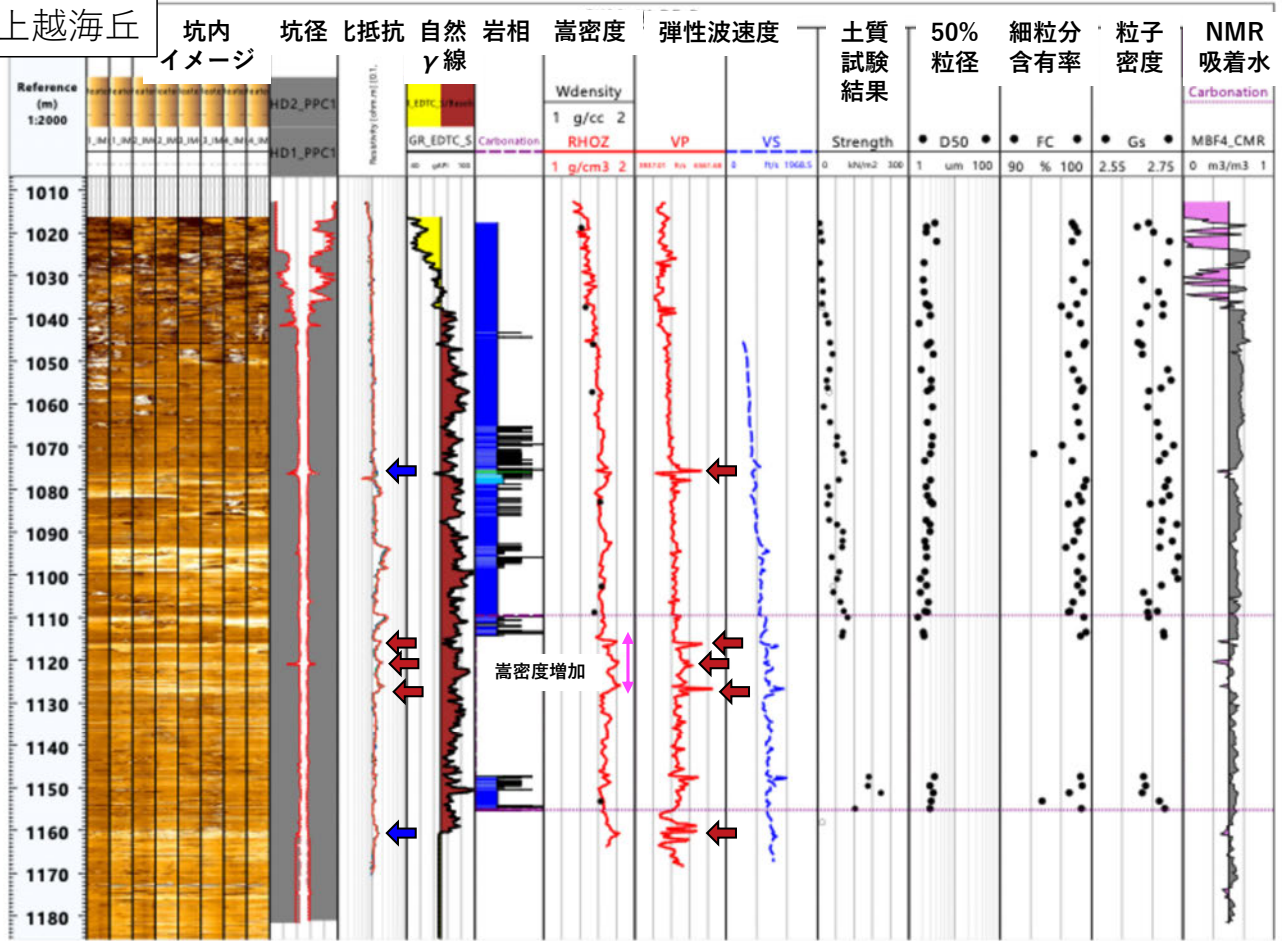 上越海丘
坑内
イメージ
坑径
比抵抗
自然
γ 線
岩相
嵩密度
弾性波速度
土質
試験
結果
50%
粒径
細粒分
含有率
粒子
密度
NMR
吸着水
Reference
(m)
1:2000
HD2_PPC1
HD1_PPC1
GR_EDTC_S
Carbonation
Wdensity
1 g/cc 2
RHOZ
1 g/cm3 2
VP
VS
0 ft/s 1968.5
Strength
0 kN/m2 300
D50
1 um 100
FC
90 % 100
Gs
2.55 2.75
Carbonation
MBF4_CMR
0 m3/m3 1
1010
1020
1030
1040
1050
1060
1070
1080
1090
1100
1110
1120
1130
1140
1150
1160
1170
1180
嵩密度増加